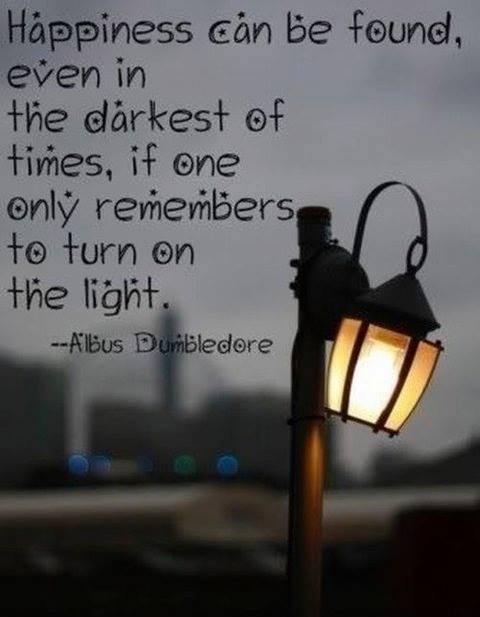 Happiness can be found,
even in
the darkest of
times, if one
only remembers
to turn on
the light.
--Albus Dumbledore